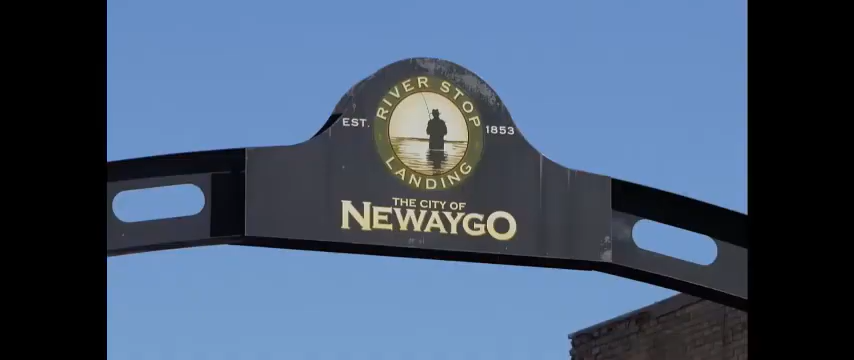 RIVER STOP
EST. 1853
LANDING
THE CITY OF
NEWAYGO